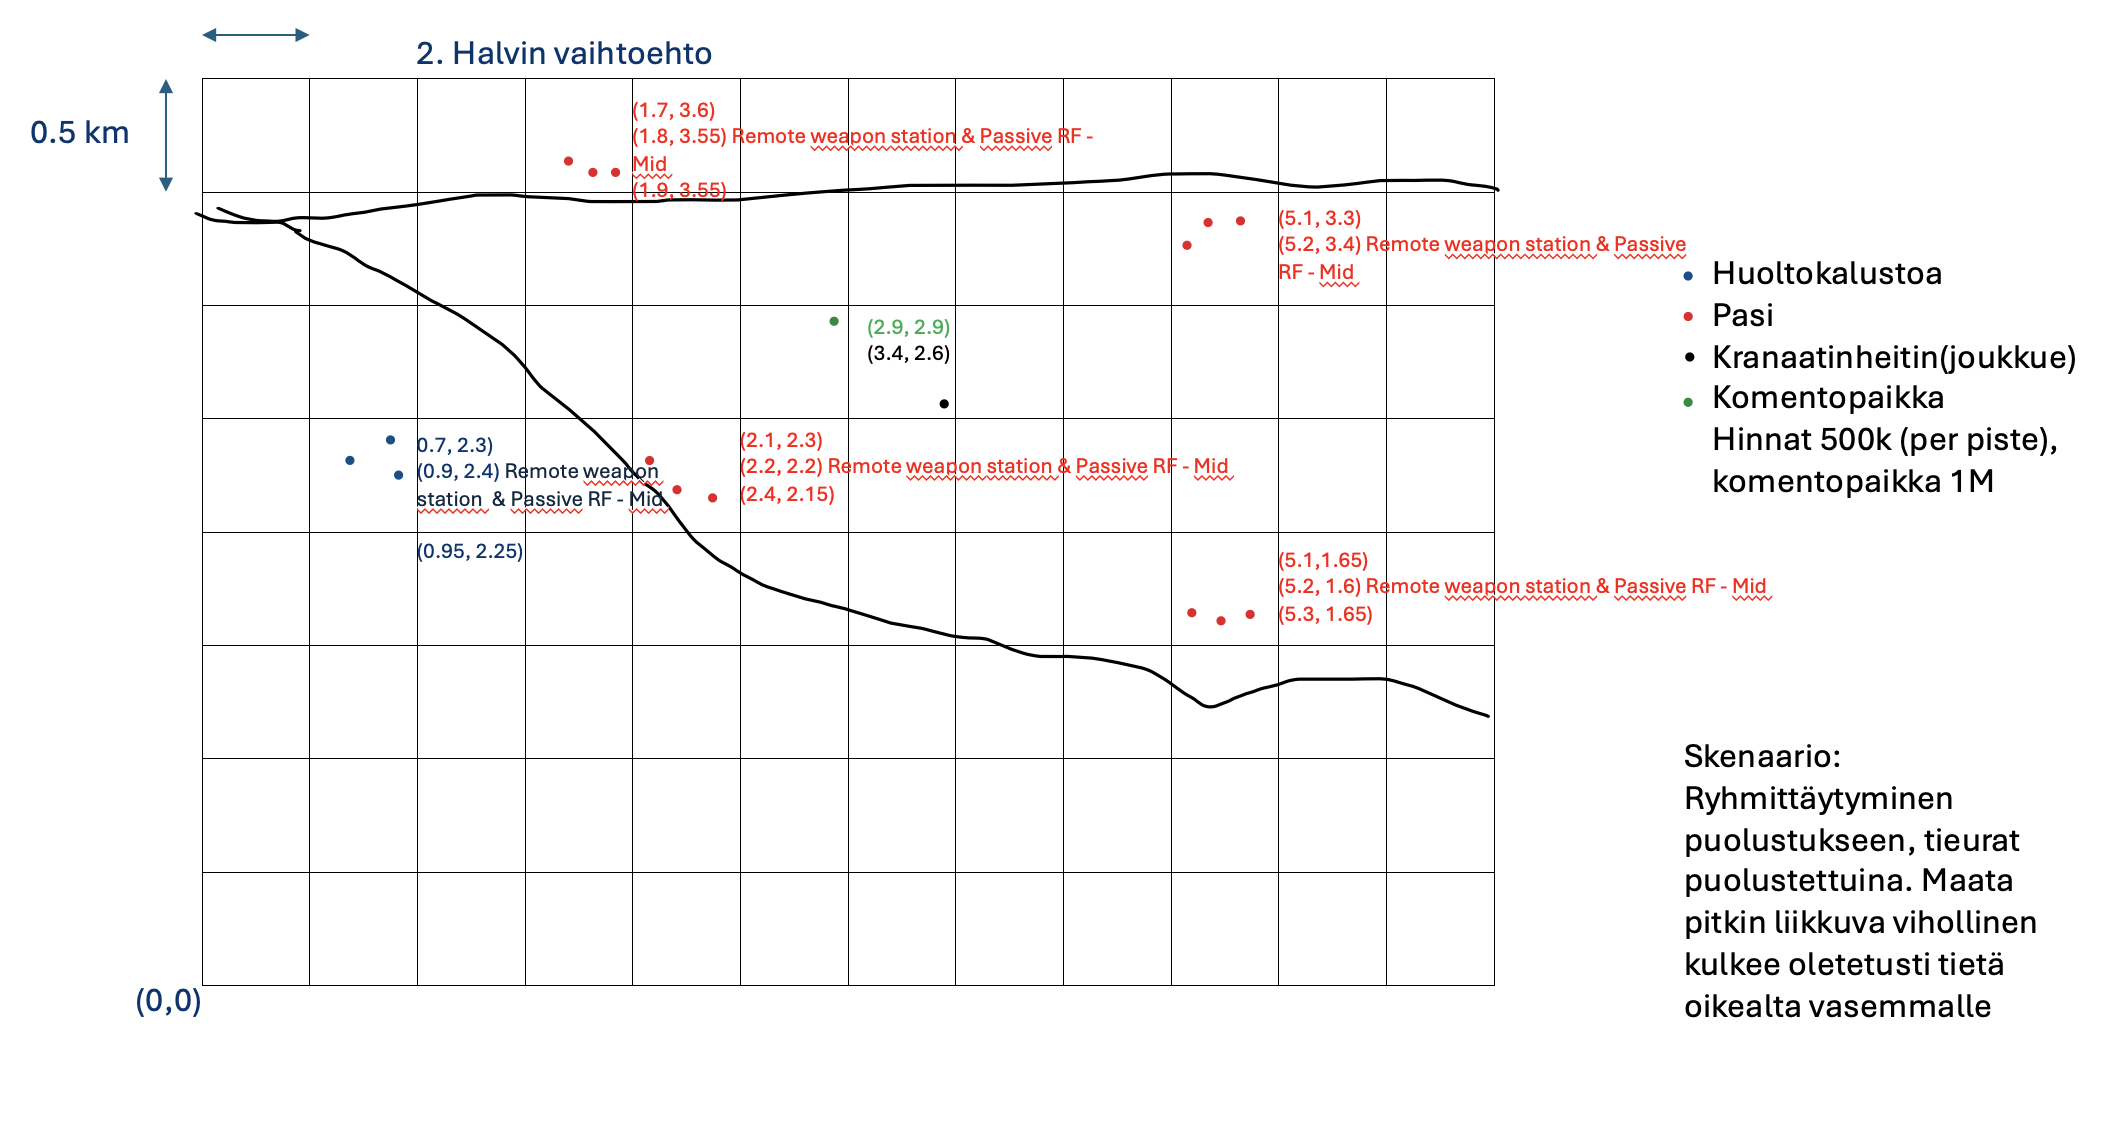 2. Halvin vaihtoehto
0.5 km
(1.7, 3.6)
(1.8, 3.55) Remote weapon station & Passive RF -
Mid
(1.9, 3.55)
(5.1, 3.3)
(5.2, 3.4) Remote weapon station & Passive
RF - Mid
(2.9, 2.9)
(3.4, 2.6)
0.7, 2.3)
(0.9, 2.4) Remote weapon
station & Passive RF - Mid
(0.95, 2.25)
(2.1, 2.3)
(2.2, 2.2) Remote weapon station & Passive RF - Mid
(2.4, 2.15)
(5.1,1.65)
(5.2, 1.6) Remote weapon station & Passive RF - Mid
(5.3, 1.65)
(0,0)
Huoltokalustoa
Pasi
Kranaatinheitin(joukkue)
Komentopaikka
Hinnat 500k (per piste),
komentopaikka 1M
Skenaario:
Ryhmittäytyminen
puolustukseen, tieurat
puolustettuina. Maata
pitkin liikkuva vihollinen
kulkee oletetusti tietä
oikealta vasemmalle